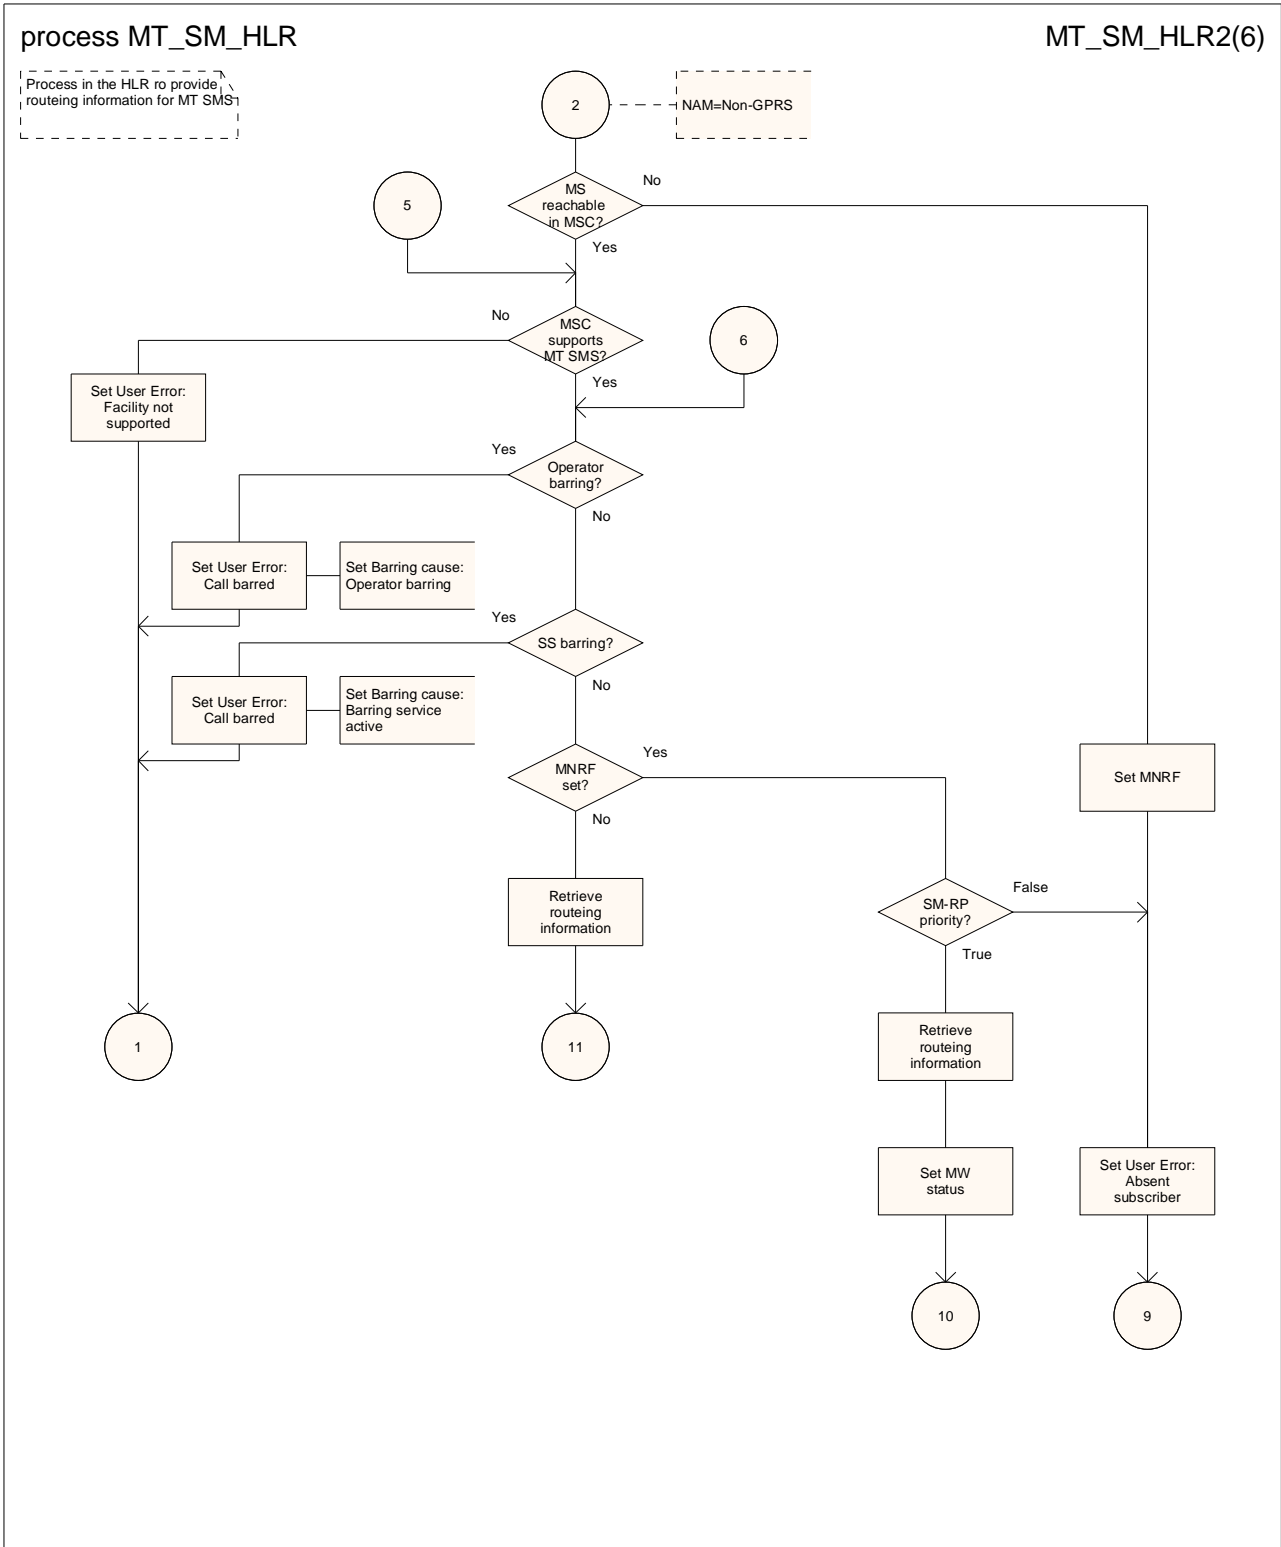 process MT_SM_HLR
MT_SM_HLR2(6)
Process in the HLR ro provide
routeing information for MT SMS
2
NAM=Non-GPRS
MS
reachable
in MSC?
No
Yes
5
MSC
supports
MT SMS?
No
Yes
6
Set User Error:
Facility not
supported
Operator
barring?
Yes
No
Set User Error:
Call barred
Set Barring cause:
Operator barring
SS barring?
Yes
No
Set User Error:
Call barred
Set Barring cause:
Barring service
active
MNRF
set?
Yes
No
Set MNRF
Retrieve
routeing
information
SM-RP
priority?
False
True
1
11
Retrieve
routeing
information
Set MW
status
Set User Error:
Absent
subscriber
10
9